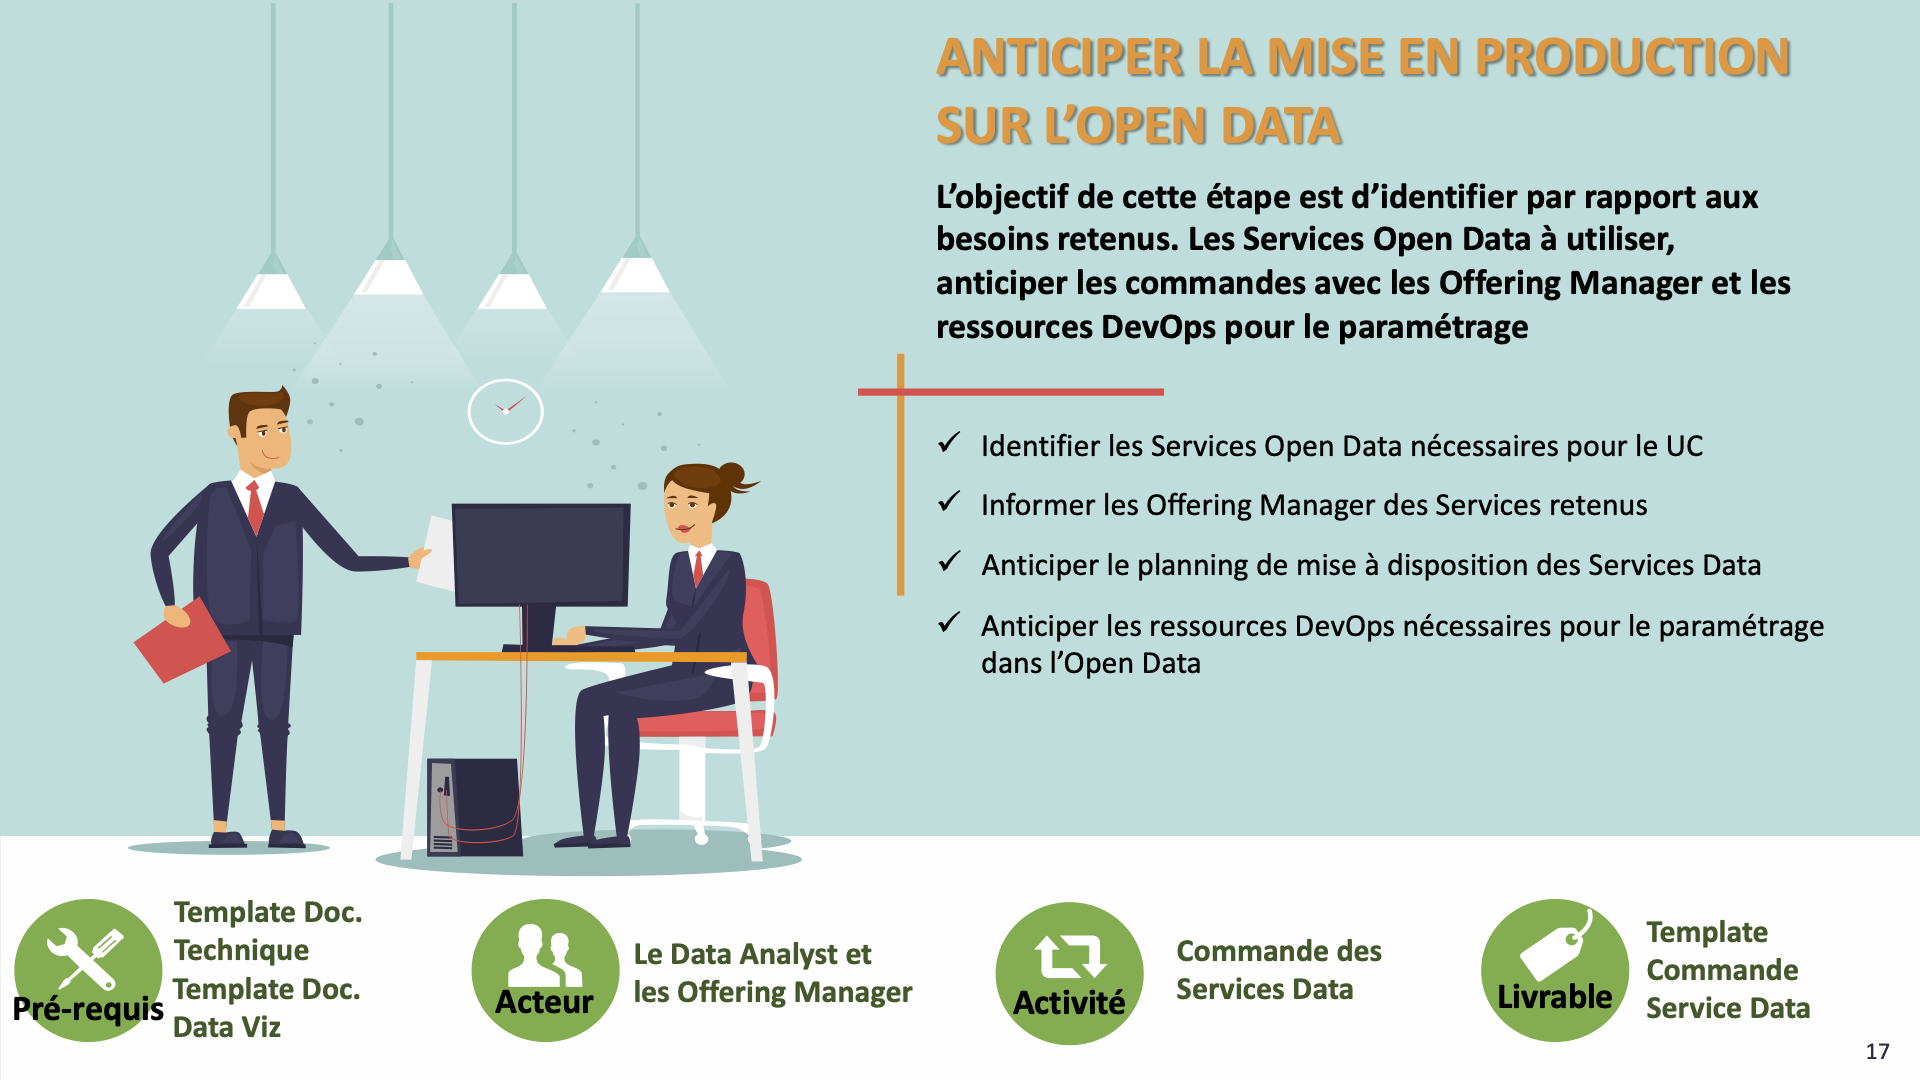 ANTICIPER LA MISE EN PRODUCTION
SUR L’OPEN DATA
L’objectif de cette étape est d’identifier par rapport aux
besoins retenus. Les Services Open Data à utiliser,
anticiper les commandes avec les Offering Manager et les
ressources DevOps pour le paramétrage
✓ Identifier les Services Open Data nécessaires pour le UC
✓ Informer les Offering Manager des Services retenus
✓ Anticiper le planning de mise à disposition des Services Data
✓ Anticiper les ressources DevOps nécessaires pour le paramétrage
dans l’Open Data
Pré-requis
Template Doc.
Technique
Template Doc.
Data Viz
Acteur
Le Data Analyst et
les Offering Manager
Activité
Commande des
Services Data
Livrable
Template
Commande
Service Data
17